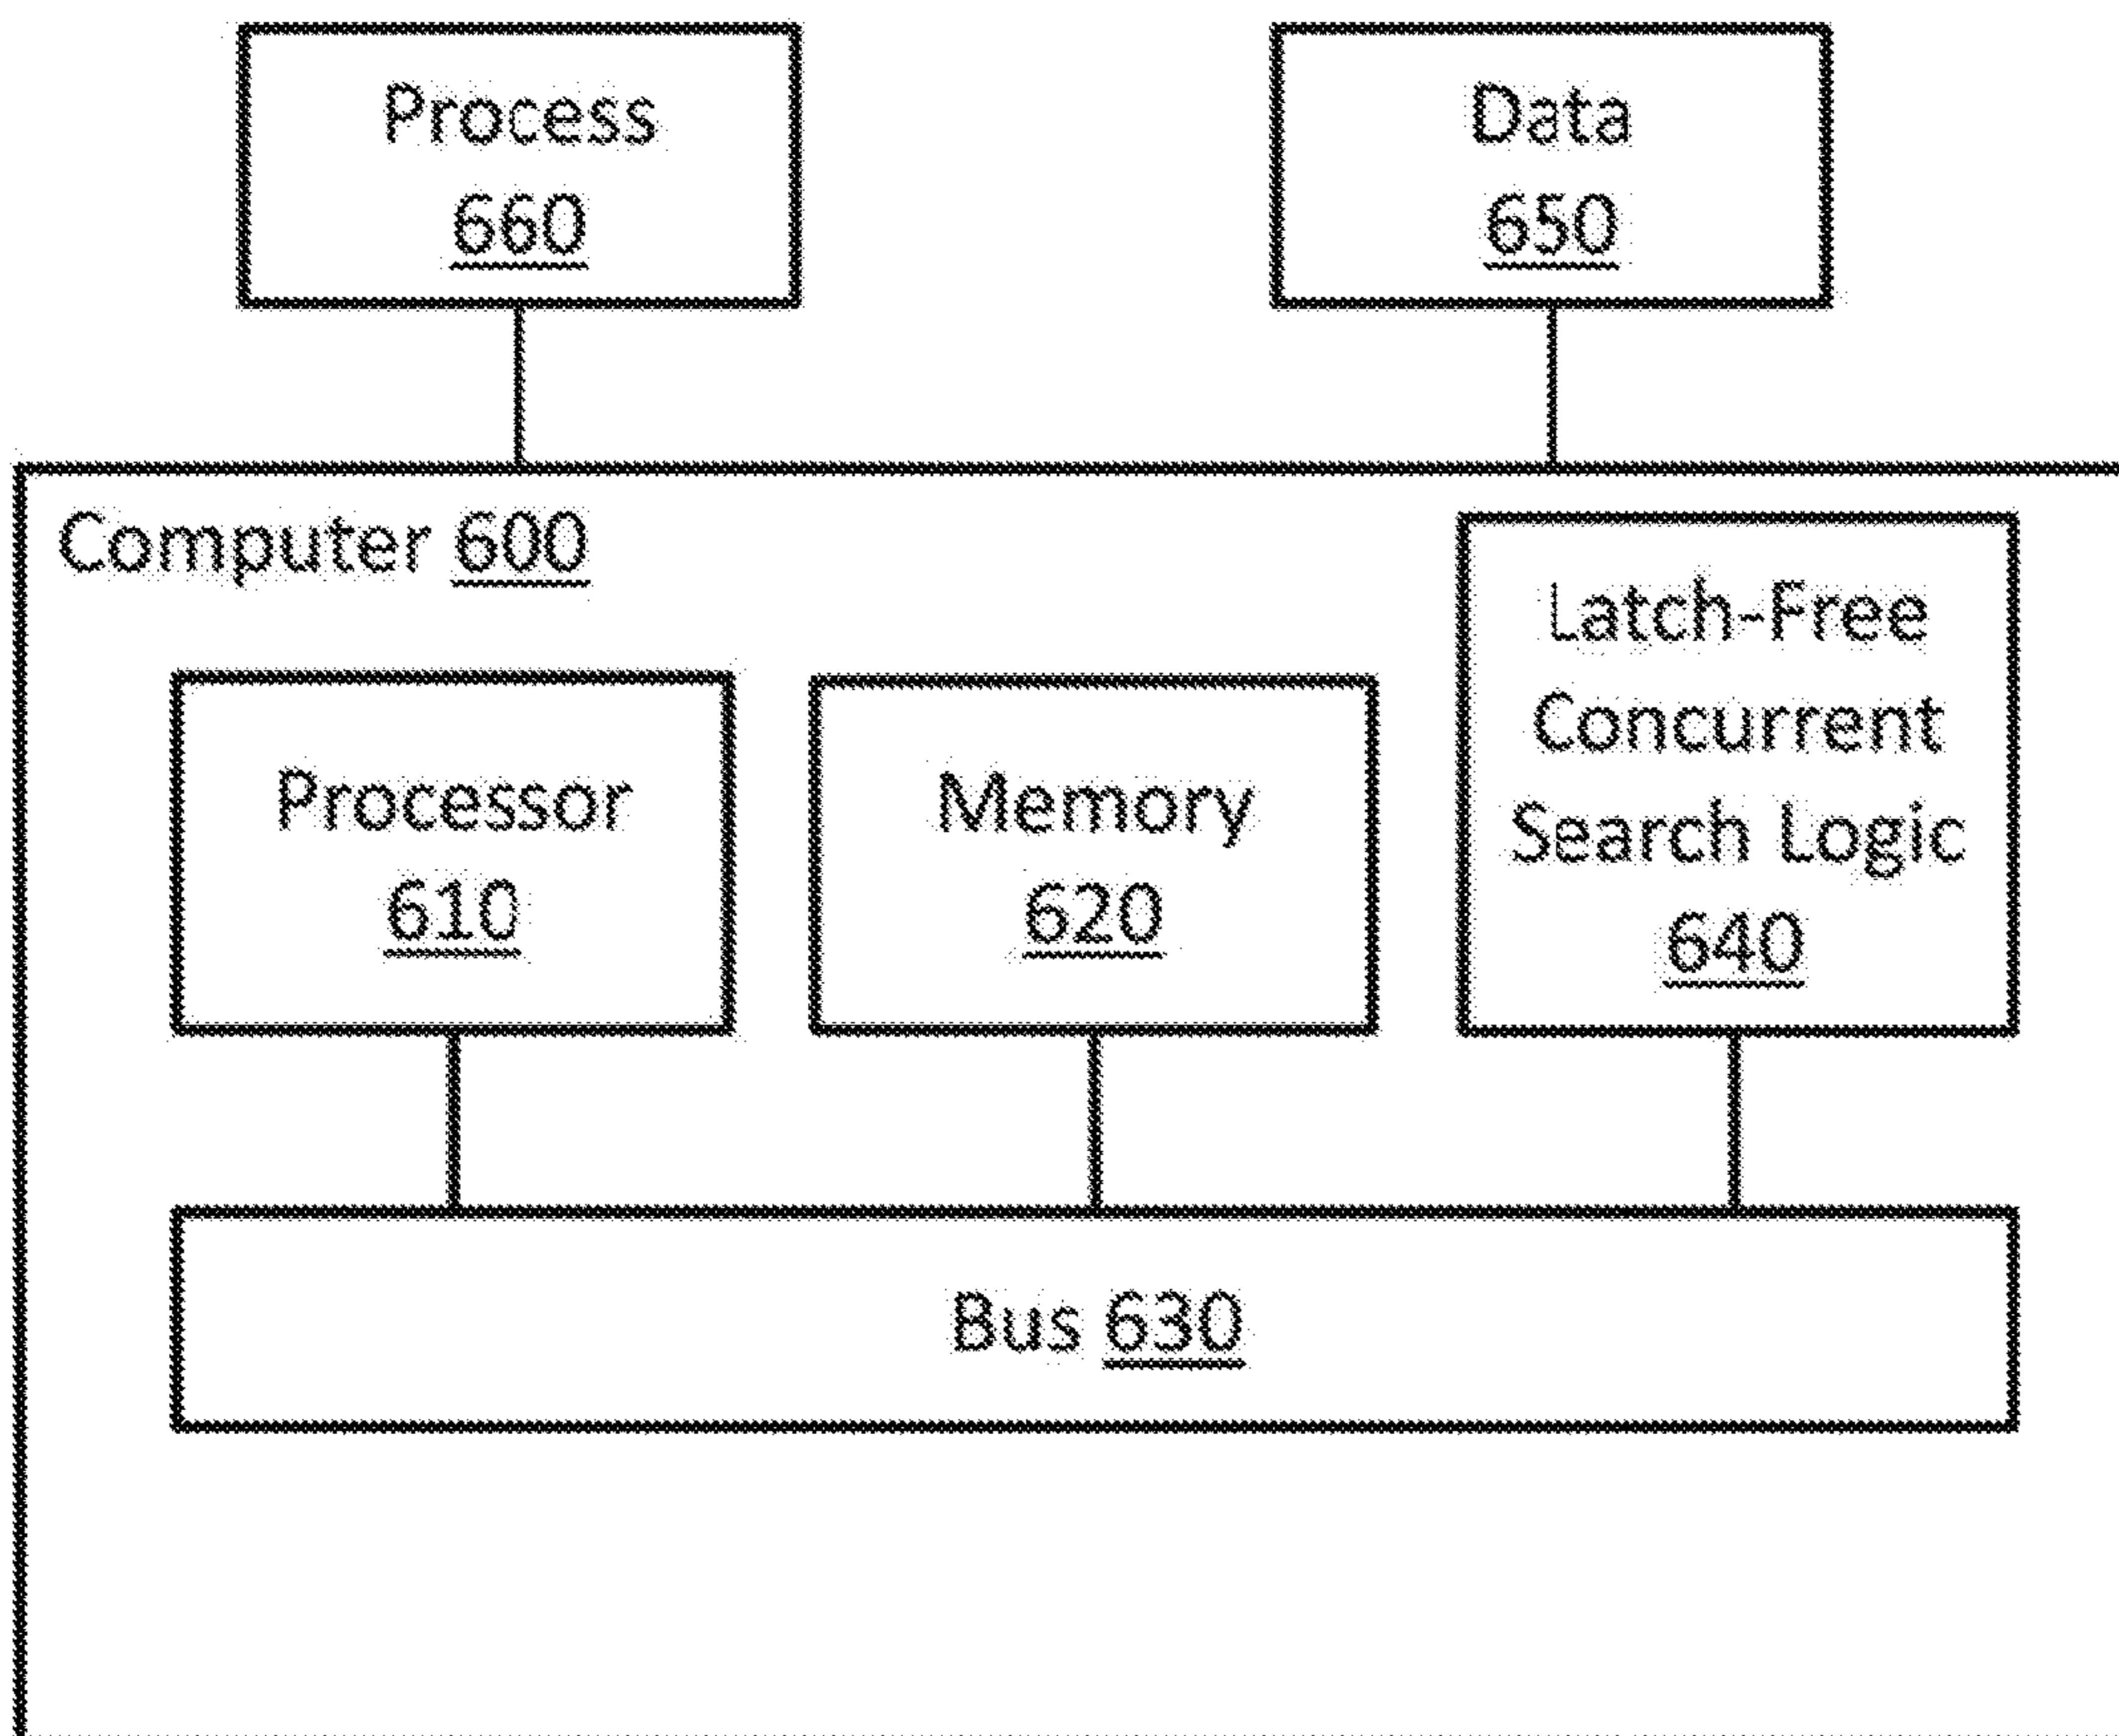 Process
660
Data
650
Computer 600
Processor
610
Memory
620
Latch-Free
Concurrent
Search Logic
640
Bus 630